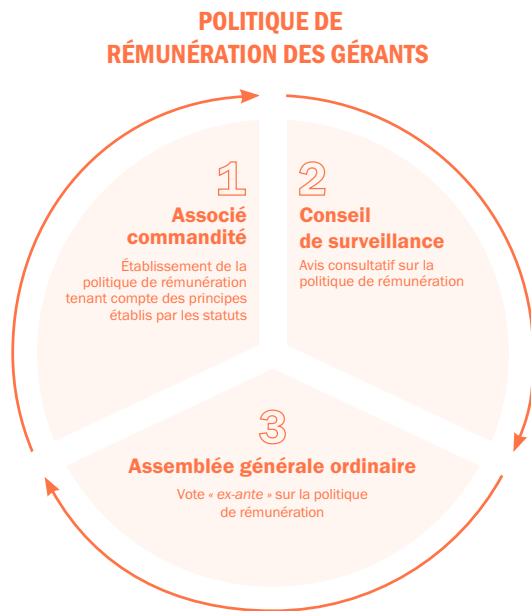 POLITIQUE DE
RÉMUNÉRATION DES GÉRANTS
1
Associé
commandité
Établissement de la
politique de rémunération
tenant compte des principes
établis par les statuts
2
Conseil
de surveillance
Avis consultatif sur la
politique de rémunération
3
Assemblée générale ordinaire
Vote « ex-ante » sur la politique
de rémunération